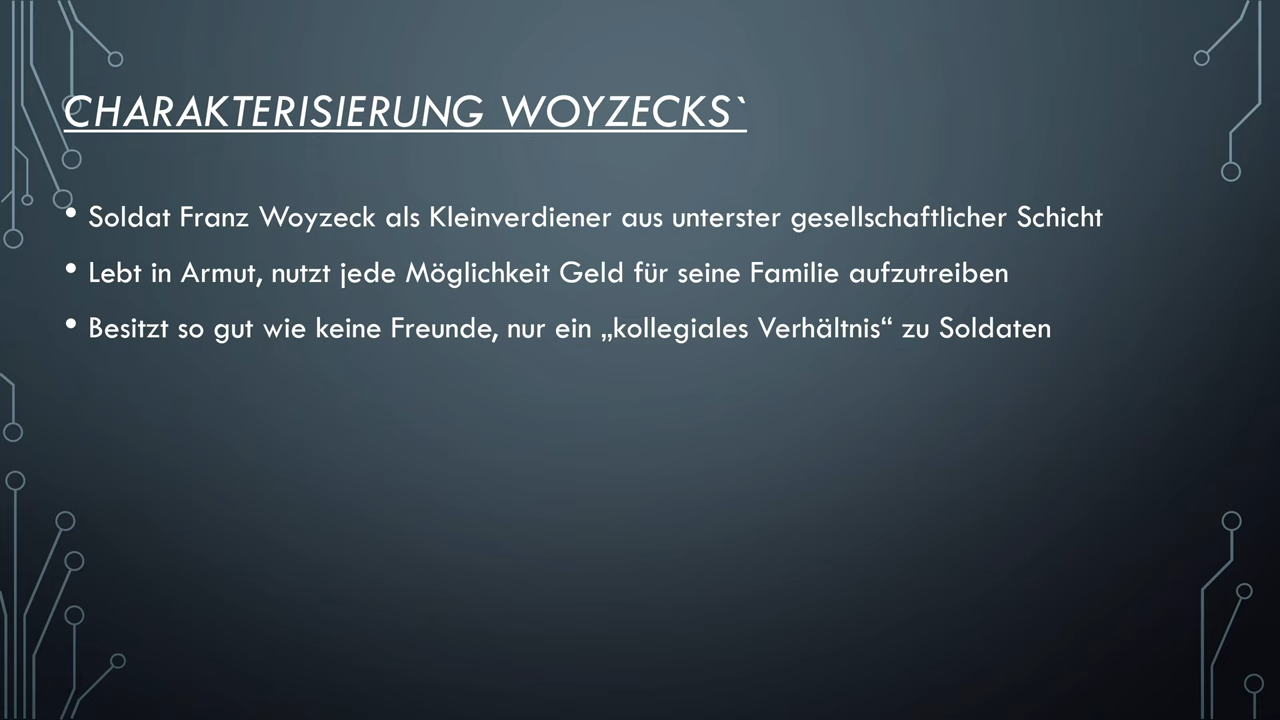 CHARAKTERISIERUNG WOYZECKS`
• Soldat Franz Woyzeck als Kleinverdiener aus unterster gesellschaftlicher Schicht
• Lebt in Armut, nutzt jede Möglichkeit Geld für seine Familie aufzutreiben
• Besitzt so gut wie keine Freunde, nur ein „kollegiales Verhältnis“ zu Soldaten